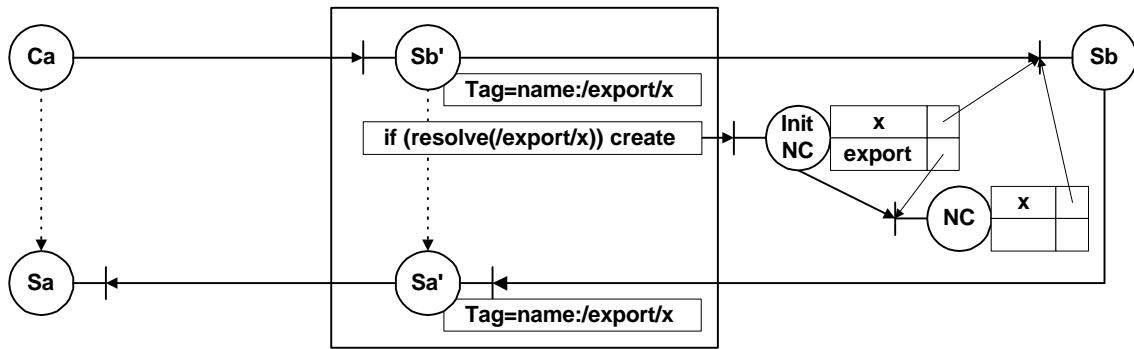 Ca
Sb'
Sb
Tag=name:/export/x
if (resolve(/export/x)) create
Init
NC
x
export
NC
x
Sa
Sa'
Tag=name:/export/x